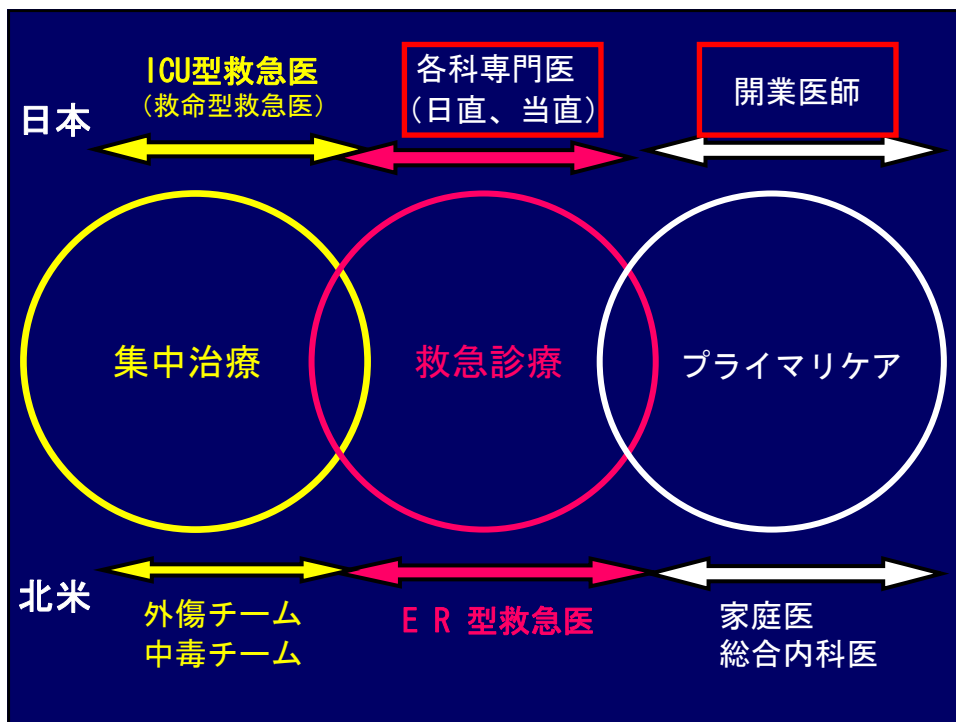 ICU型救急医
(救命型救急医)
各科専門医
(日直、当直)
開業医師
日本
集中治療
救急診療
プライマリケア
北米
外傷チーム
中毒チーム
E R 型救急医
家庭医
総合内科医